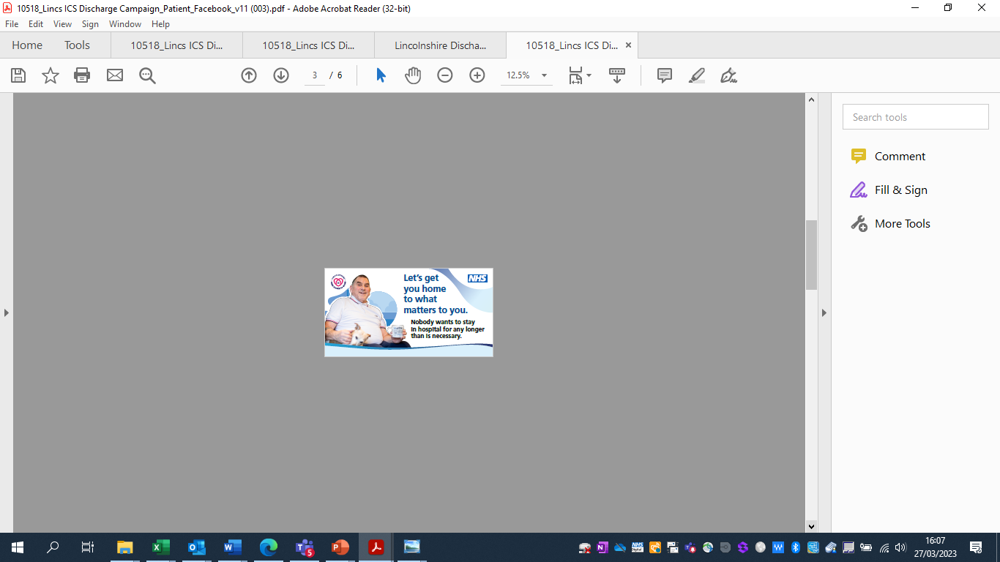 10518_Lincs ICS Discharge Campaign_Patient_Facebook_v11 (003).pdf - Adobe Acrobat Reader (32-bit)
File Edit View Sign Window Help
Home Tools 10518_Lincs ICS Di... 10518_Lincs ICS Di... Lincolnshire Discha... 10518_Lincs ICS Di...
3 / 6 12.5%
Search tools
Comment
Fill & Sign
More Tools
Let's get
you home
to what
matters to you.
NHS
Nobody wants to stay
in hospital for any longer
than is necessary.
5
16:07
27/03/2023